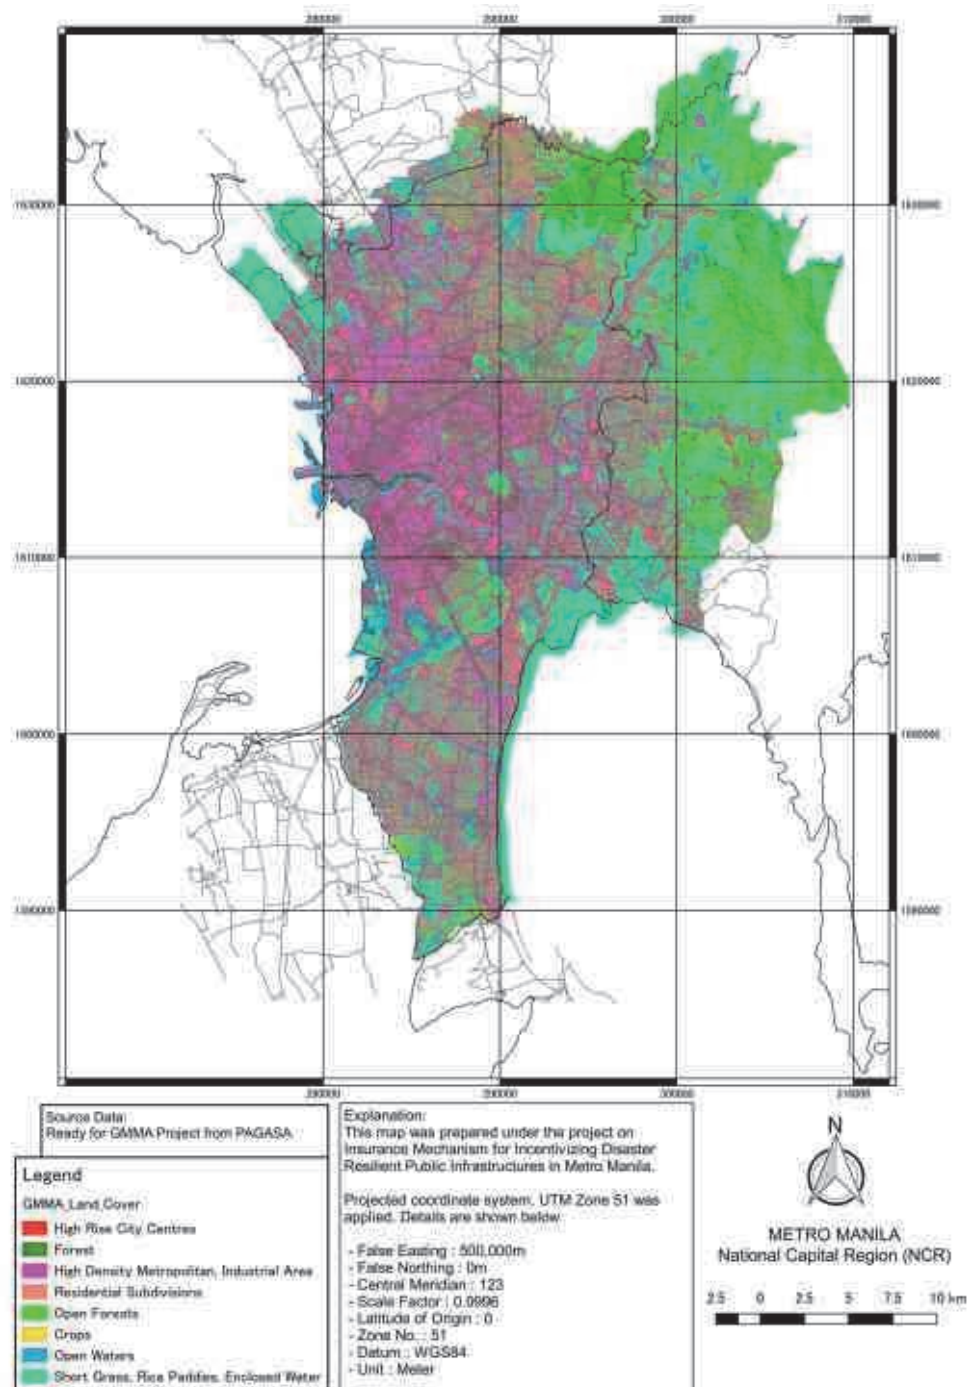 Source Data:
Ready for GMMA Project from PAGASA
Legend
GMMA_Land_Cover
High Rise City Centres
Forest
High Density Metropolitan, Industrial Area
Residential Subdivisions
Open Forests
Crops
Open Waters
Short Grass, Rice Paddies, Enclosed Water
Explanation:
This map was prepared under the project on
Insurance Mechanism for Incentivizing Disaster
Resilient Public Infrastructures in Metro Manila.
Projected coordinate system, UTM Zone 51 was
applied. Details are shown below
- False Easting : 500,000m
- False Northing : 0m
- Central Meridian : 123
- Scale Factor : 0.0996
- Latitude of Origin : 0
- Zone No. : 51
- Datum : WGS84
- Unit : Meter
N
METRO MANILA
National Capital Region (NCR)
2.5 0 2.5 5 7.5 10 km